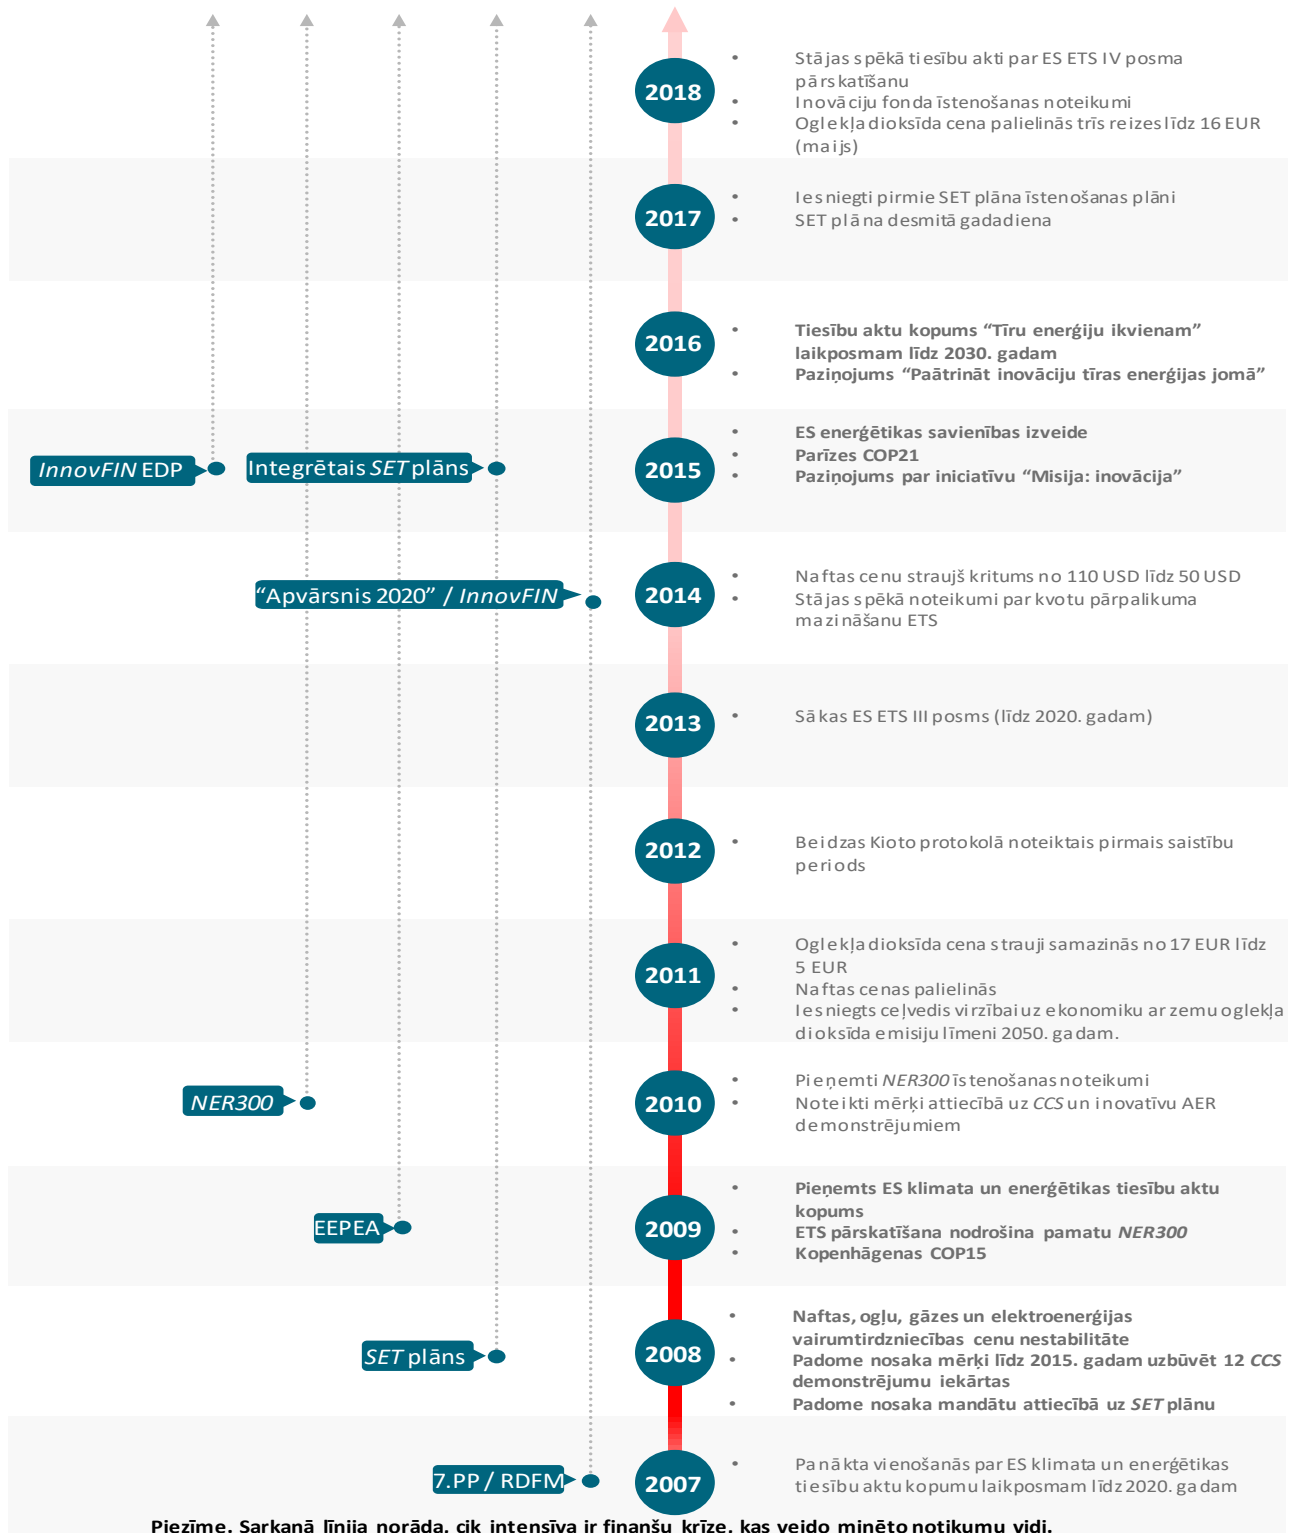 2018
• Stājas spēkā tiesību akti par ES ETS IV posma
pārskatīšanu
• Inovāciju fonda īstenošanas noteikumi
• Oglekļa dioksīda cena palielinās trīs reizes līdz 16 EUR
(maijs)
2017
• Iesniegti pirmie SET plāna īstenošanas plāni
• SET plāna desmitā gadadiena
2016
• Tiesību aktu kopums “Tīru enerģiju ikvienam”
laikposmam līdz 2030. gadam
• Paziņojums “Paātrināt inovāciju tīras enerģijas jomā”
InnovFIN EDP
Integrētais SET plāns
2015
• ES enerģētikas savienības izveide
• Parīzes COP21
• Paziņojums par iniciatīvu “Misija: inovācija”
“Apvārsnis 2020” / InnovFIN
2014
• Naftas cenu straujš kritums no 110 USD līdz 50 USD
• Stājas spēkā noteikumi par kvotu pārpalikuma
mazināšanu ETS
2013
• Sākas ES ETS III posms (līdz 2020. gadam)
2012
• Beidzas Kioto protokolā noteiktais pirmais saistību
periods
2011
• Oglekļa dioksīda cena strauji samazinās no 17 EUR līdz
5 EUR
• Naftas cenas palielinās
• Iesniegts ceļvedis virzībai uz ekonomiku ar zemu oglekļa
dioksīda emisiju līmeni 2050. gadam.
NER300
2010
• Pieņemti NER300 īstenošanas noteikumi
• Noteikti mērķi attiecībā uz CCS un inovatīvu AER
demonstrējumiem
EEPEA
2009
• Pieņemts ES klimata un enerģētikas tiesību aktu
kopums
• ETS pārskatīšana nodrošina pamatu NER300
• Kopenhāgenas COP15
SET plāns
2008
• Naftas, ogļu, gāzes un elektroenerģijas
vairumtirdzniecības cenu nestabilitāte
• Padome nosaka mērķi līdz 2015. gadam uzbūvēt 12 CCS
demonstrējumu iekārtas
• Padome nosaka mandātu attiecībā uz SET plānu
7.PP / RDFM
2007
• Panākta vienošanās par ES klimata un enerģētikas
tiesību aktu kopumu laikposmam līdz 2020. gadam
Piezīme. Sarkanā līnija norāda, cik intensīva ir finanšu krīze, kas veido minēto notikumu vidi.